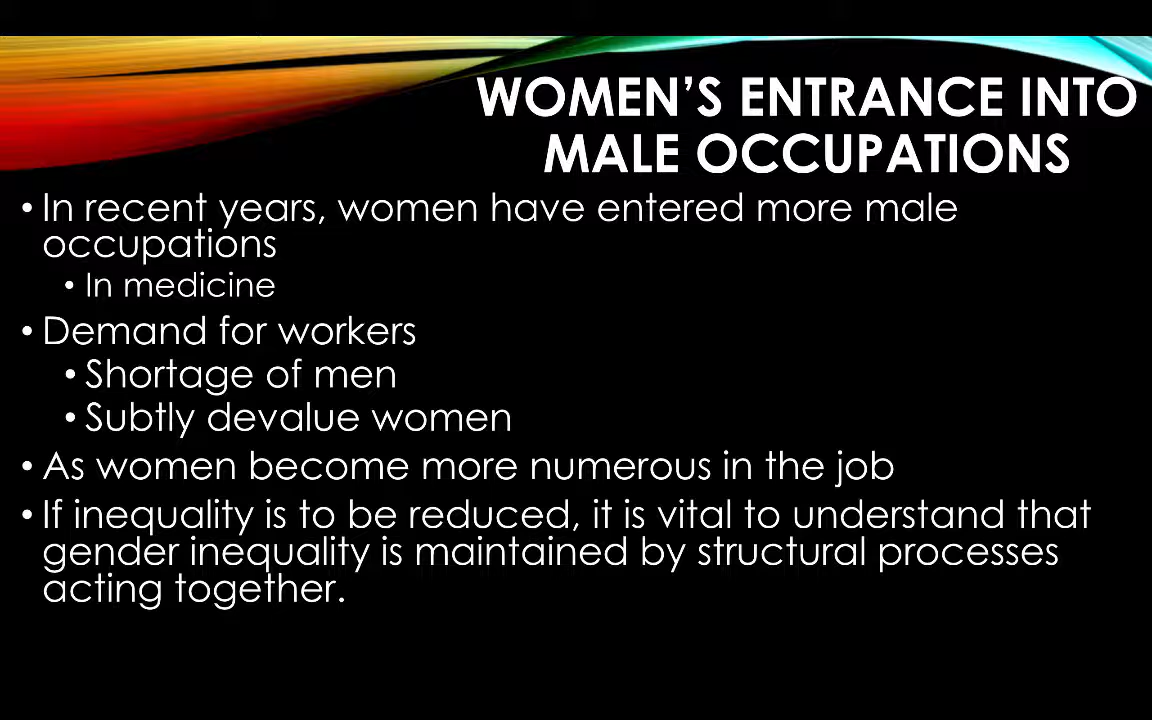 WOMEN'S ENTRANCE INTO
MALE OCCUPATIONS
• In recent years, women have entered more male
occupations
• In medicine
• Demand for workers
• Shortage of men
• Subtly devalue women
• As women become more numerous in the job
• If inequality is to be reduced, it is vital to understand that
gender inequality is maintained by structural processes
acting together.